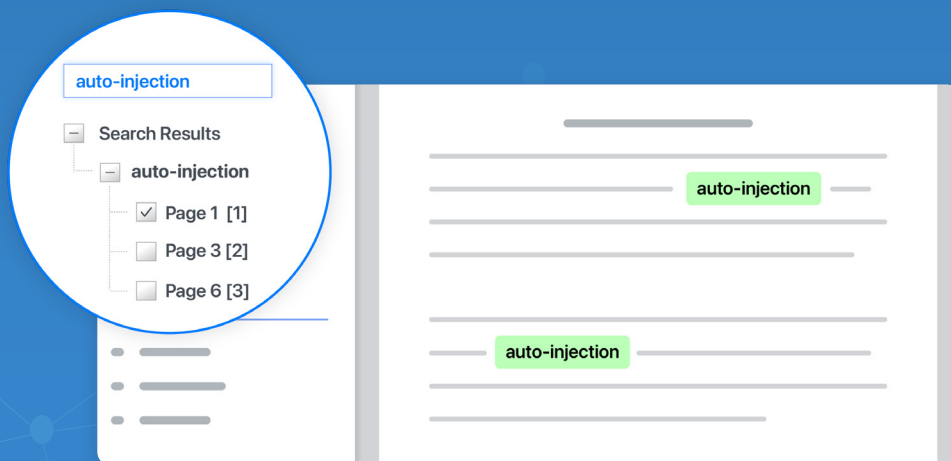 auto-injection
Search Results
auto-injection
Page 1 [1]
Page 3 [2]
Page 6 [3]
auto-injection
auto-injection